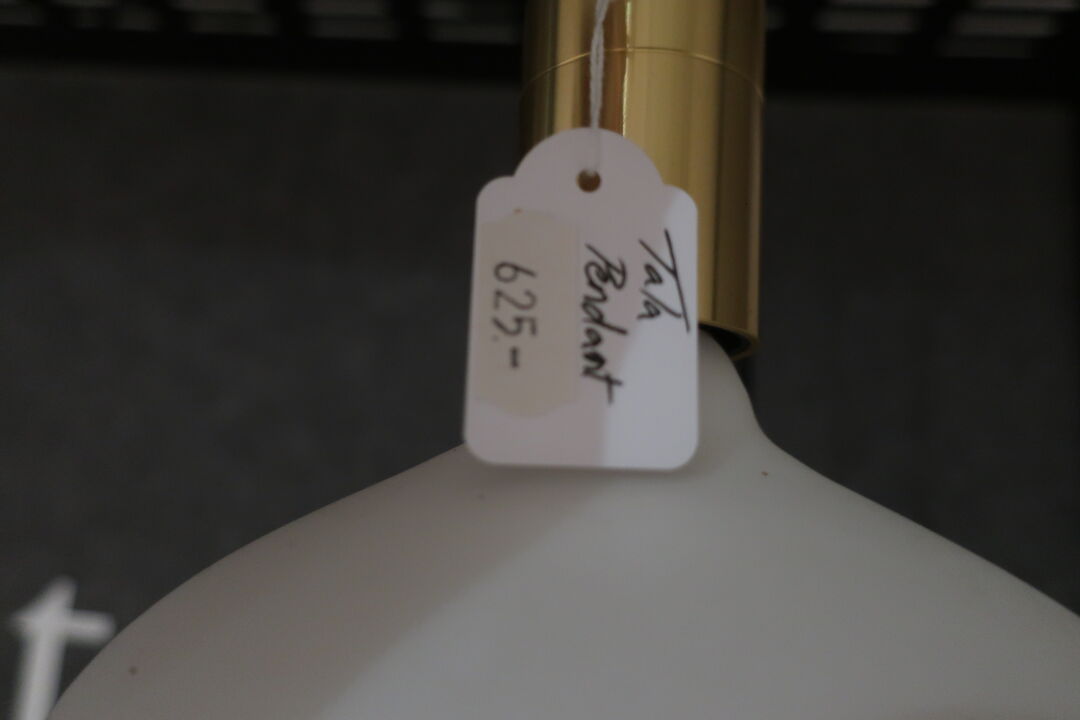 Tala
Pendant
625.-
t